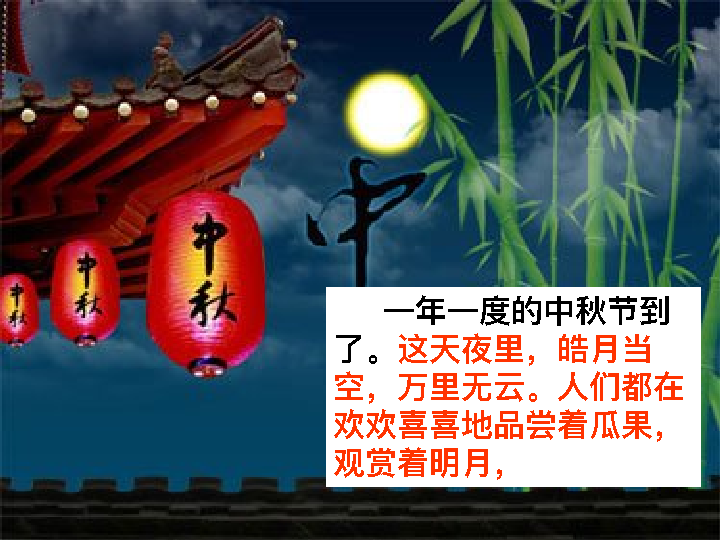 中
中秋
中秋
中秋
一年一度的中秋节到
了。这天夜里，皓月当
空，万里无云。人们都在
欢欢喜喜地品尝着瓜果，
观赏着明月，